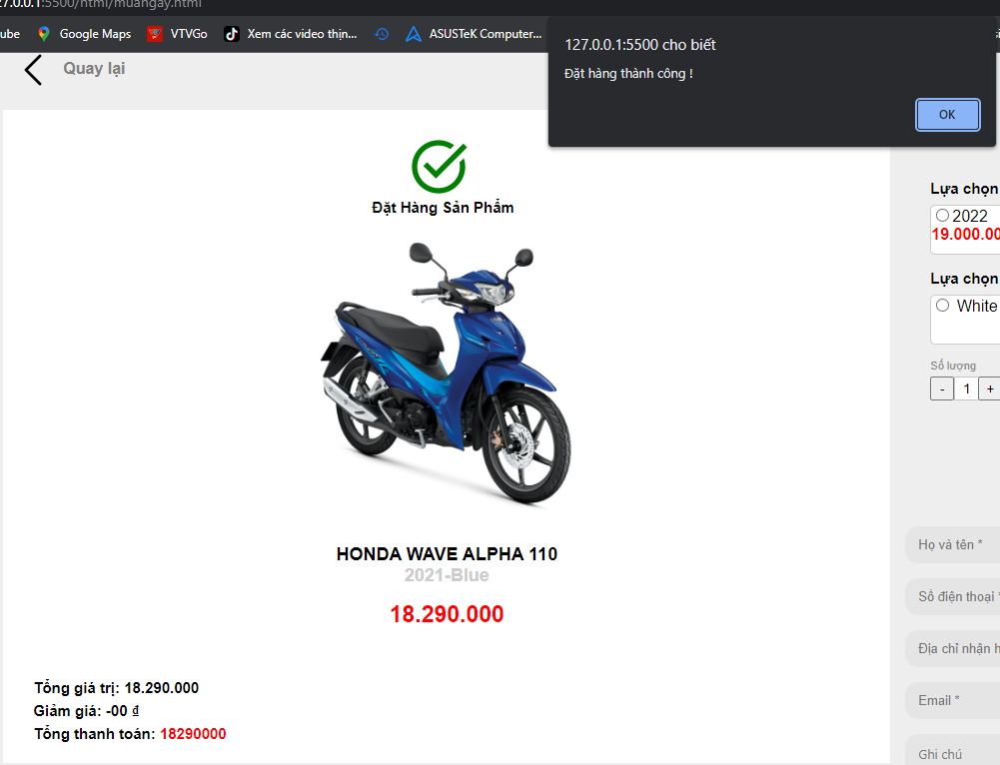 27.0.0.1:5500/html/muangay.html
ube Google Maps VTVGo Xem các video thịn... ASUSTeK Computer...
127.0.0.1:5500 cho biết
Đặt hàng thành công !
OK
Quay lại
Đặt Hàng Sản Phẩm
HONDA WAVE ALPHA 110
2021-Blue
18.290.000
Tổng giá trị: 18.290.000
Giảm giá: -00 ₫
Tổng thanh toán: 18290000
Lựa chọn
2022
19.000.00
Lựa chọn
White
Số lượng
- 1 +
Họ và tên *
Số điện thoại *
Địa chỉ nhận h
Email *
Ghi chú